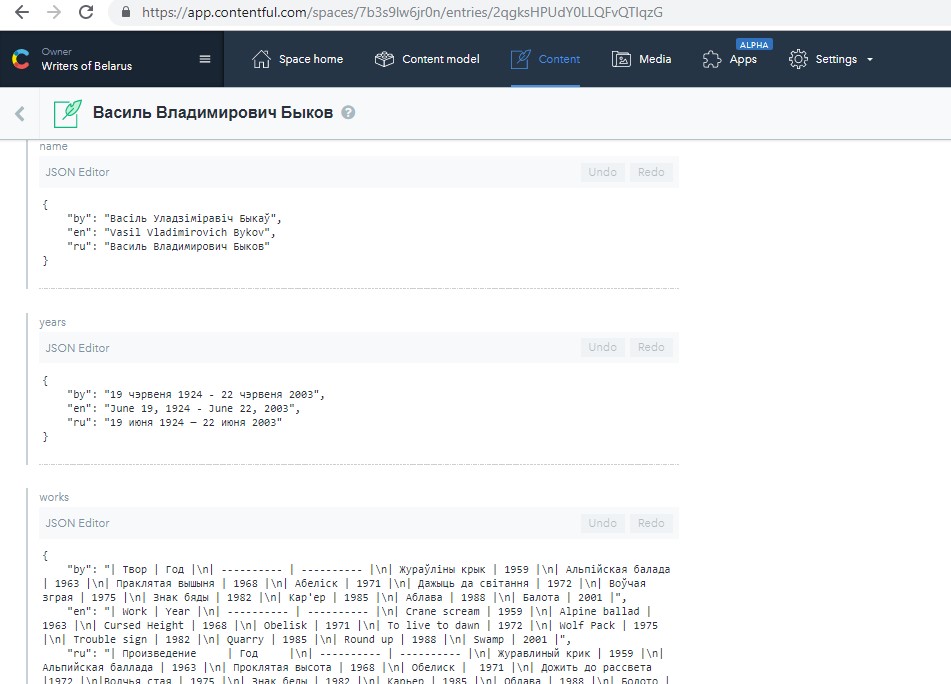 https://app.contentful.com/spaces/7b3s9lw6jr0n/entries/2qgksHPUdY0LLQFvQTlqzG
Owner
Writers of Belarus
Space home
Content model
Content
Media
ALPHA
Apps
Settings
Василь Владимирович Быков
name
JSON Editor Undo Redo
{
"by": "Васіль Уладзіміравіч Быкаў",
"en": "Vasil Vladimirovich Bykov",
"ru": "Василь Владимирович Быков"
}
years
JSON Editor Undo Redo
{
"by": "19 чэрвеня 1924 - 22 чэрвеня 2003",
"en": "June 19, 1924 - June 22, 2003",
"ru": "19 июня 1924 — 22 июня 2003"
}
works
JSON Editor Undo Redo
{
"by": "| Твор | Год |\n| ---------- | ---------- |\n| Жураўліны крык | 1959 |\n| Альпійская балада
| 1963 |\n| Праклятая вышыня | 1968 |\n| Абеліск | 1971 |\n| Дажыць да світання | 1972 |\n| Воўчая
зграя | 1975 |\n| Знак бяды | 1982 |\n| Кар'ер | 1985 |\n| Аблава | 1988 |\n| Балота | 2001 |",
"en": "| Work | Year |\n| ---------- | ---------- |\n| Crane scream | 1959 |\n| Alpine ballad |
1963 |\n| Cursed Height | 1968 |\n| Obelisk | 1971 |\n| To live to dawn | 1972 |\n| Wolf Pack | 1975
|\n| Trouble sign | 1982 |\n| Quarry | 1985 |\n| Round up | 1988 |\n| Swamp | 2001 |",
"ru": "| Произведение | Год |\n| ---------- | ---------- |\n| Журавлиный крик | 1959 |\n|
Альпийская баллада | 1963 |\n| Проклятая высота | 1968 |\n| Обелиск | 1971 |\n| Дожить до рассвета
|1972 |\n|Волчья стая | 1975 |\n| Знак беды | 1982 |\n| Карьер | 1985 |\n| Облава | 1988 |\n| Болото |